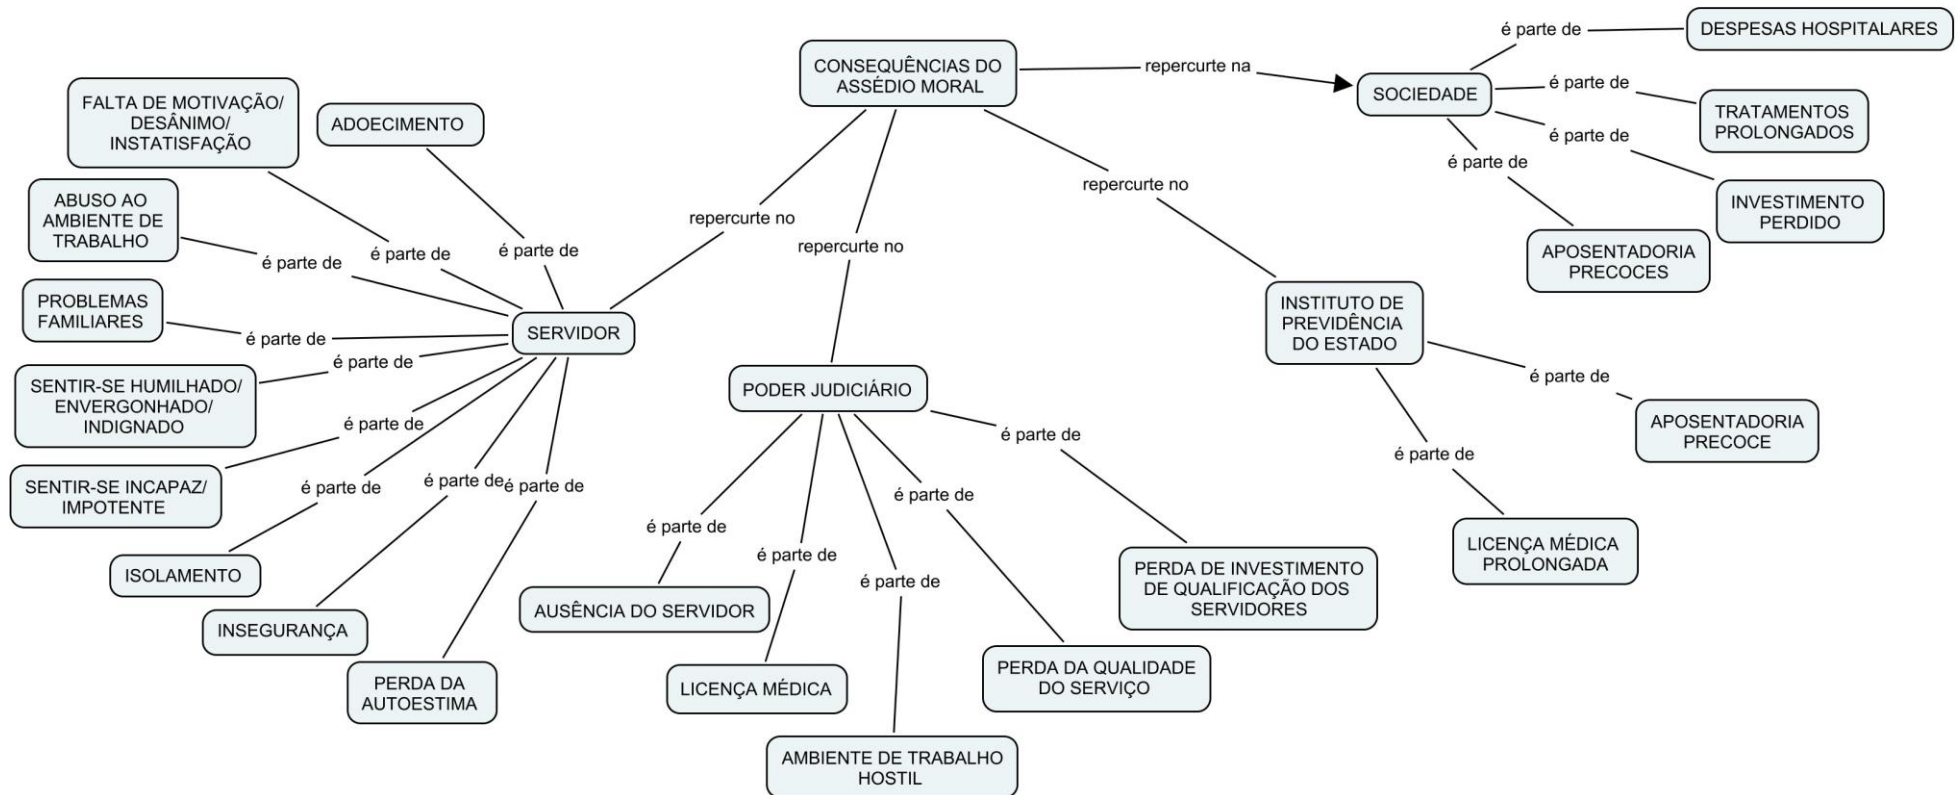 CONSEQUÊNCIAS DO
ASSÉDIO MORAL
repercurte na
SOCIEDADE
é parte de
DESPESAS HOSPITALARES
é parte de
TRATAMENTOS
PROLONGADOS
é parte de
INVESTIMENTO
PERDIDO
é parte de
APOSENTADORIA
PRECOCES
repercurte no
SERVIDOR
é parte de
ADOECIMENTO
é parte de
FALTA DE MOTIVAÇÃO/
DESÂNIMO/
INSTATISFAÇÃO
é parte de
ABUSO AO
AMBIENTE DE
TRABALHO
é parte de
PROBLEMAS
FAMILIARES
é parte de
SENTIR-SE HUMILHADO/
ENVERGONHADO/
INDIGNADO
é parte de
SENTIR-SE INCAPAZ/
IMPOTENTE
é parte de
ISOLAMENTO
é parte de
INSEGURANÇA
é parte de
PERDA DA
AUTOESTIMA
repercurte no
PODER JUDICIÁRIO
é parte de
AUSÊNCIA DO SERVIDOR
é parte de
LICENÇA MÉDICA
é parte de
AMBIENTE DE TRABALHO
HOSTIL
é parte de
PERDA DA QUALIDADE
DO SERVIÇO
é parte de
PERDA DE INVESTIMENTO
DE QUALIFICAÇÃO DOS
SERVIDORES
repercurte no
INSTITUTO DE
PREVIDÊNCIA
DO ESTADO
é parte de
APOSENTADORIA
PRECOCE
é parte de
LICENÇA MÉDICA
PROLONGADA